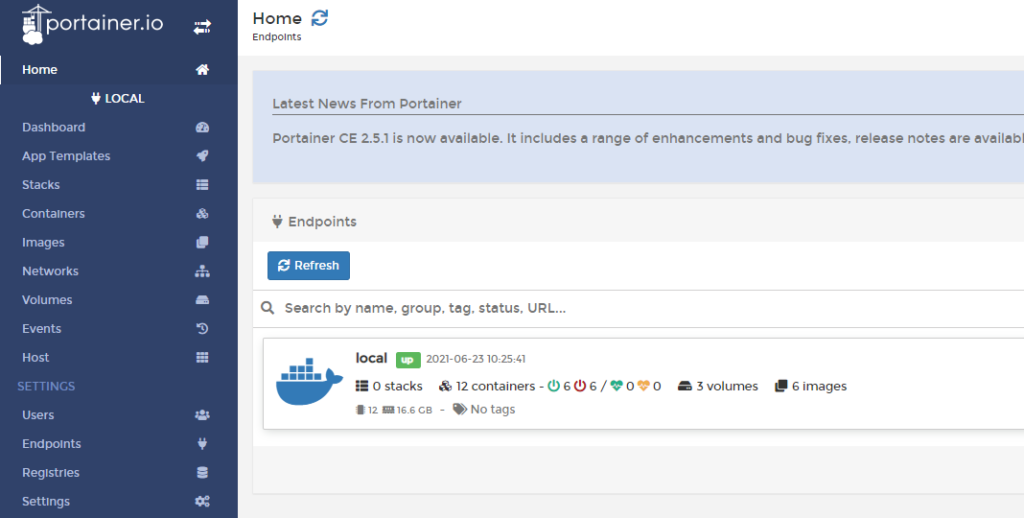 portainer.io
Home
LOCAL
Dashboard
App Templates
Stacks
Containers
Images
Networks
Volumes
Events
Host
SETTINGS
Users
Endpoints
Registries
Settings
Home
Endpoints
Latest News From Portainer
Portainer CE 2.5.1 is now available. It includes a range of enhancements and bug fixes, release notes are availabl
Endpoints
Refresh
Search by name, group, tag, status, URL...
local up 2021-06-23 10:25:41
0 stacks 12 containers - 6 6 / 0 0 3 volumes 6 images
12 16.6 GB - No tags